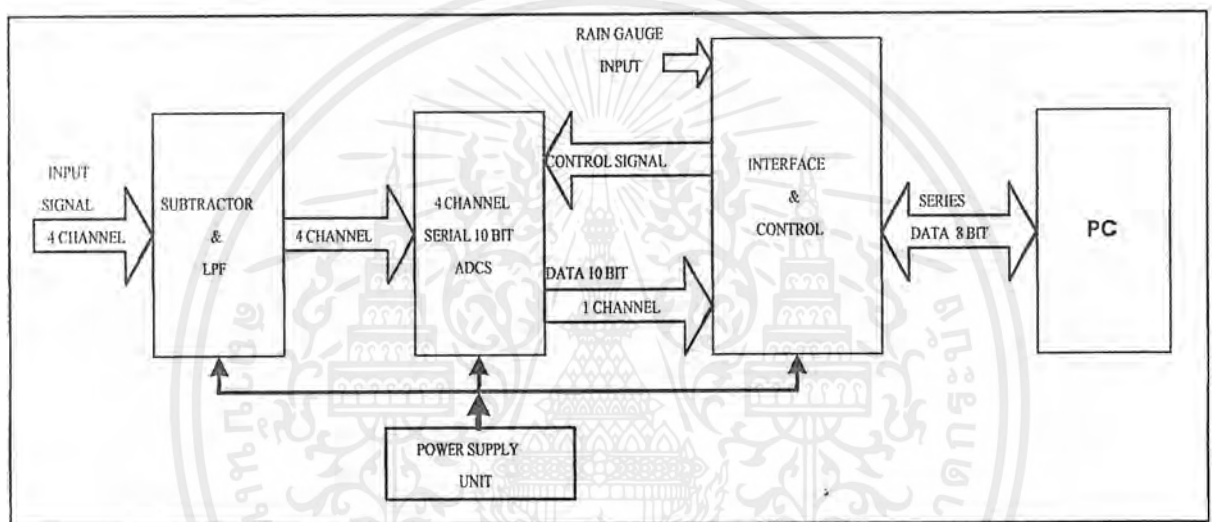 RAIN GAUGE
INPUT
INPUT
SIGNAL
4 CHANNEL
SUBTRACTOR
&
LPF
4 CHANNEL
4 CHANNEL
SERIAL 10 BIT
ADCS
CONTROL SIGNAL
DATA 10 BIT
1 CHANNEL
INTERFACE
&
CONTROL
SERIES
DATA 8 BIT
PC
POWER SUPPLY
UNIT